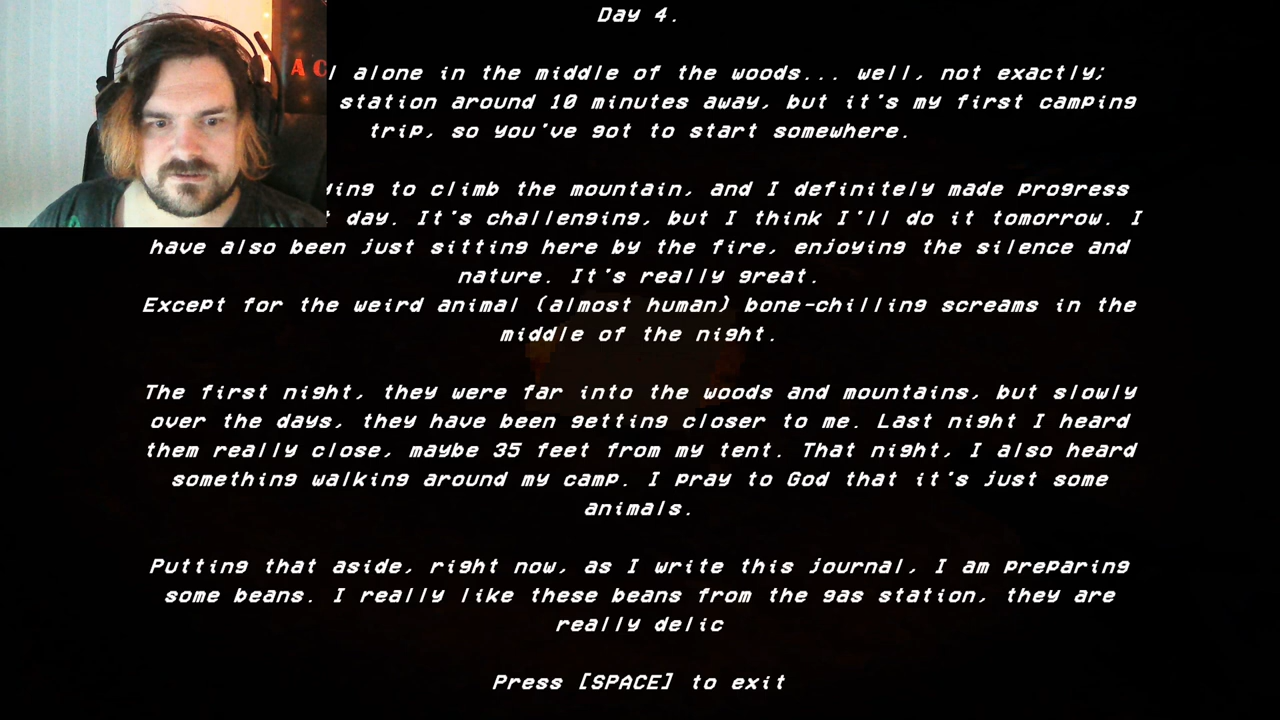 Day 4.
alone in the middle of the woods... well, not exactly;
station around 10 minutes away, but it's my first camping
trip, so you've got to start somewhere.
to climb the mountain, and I definitely made progress
day. It's challenging, but I think I'll do it tomorrow. I
have also been just sitting here by the fire, enjoying the silence and
nature. It's really great.
Except for the weird animal (almost human) bone-chilling screams in the
middle of the night.
The first night, they were far into the woods and mountains, but slowly
over the days, they have been getting closer to me. Last night I heard
them really close, maybe 35 feet from my tent. That night, I also heard
something walking around my camp. I pray to God that it's just some
animals.
Putting that aside, right now, as I write this journal, I am preparing
some beans. I really like these beans from the gas station, they are
really delic
Press [SPACE] to exit